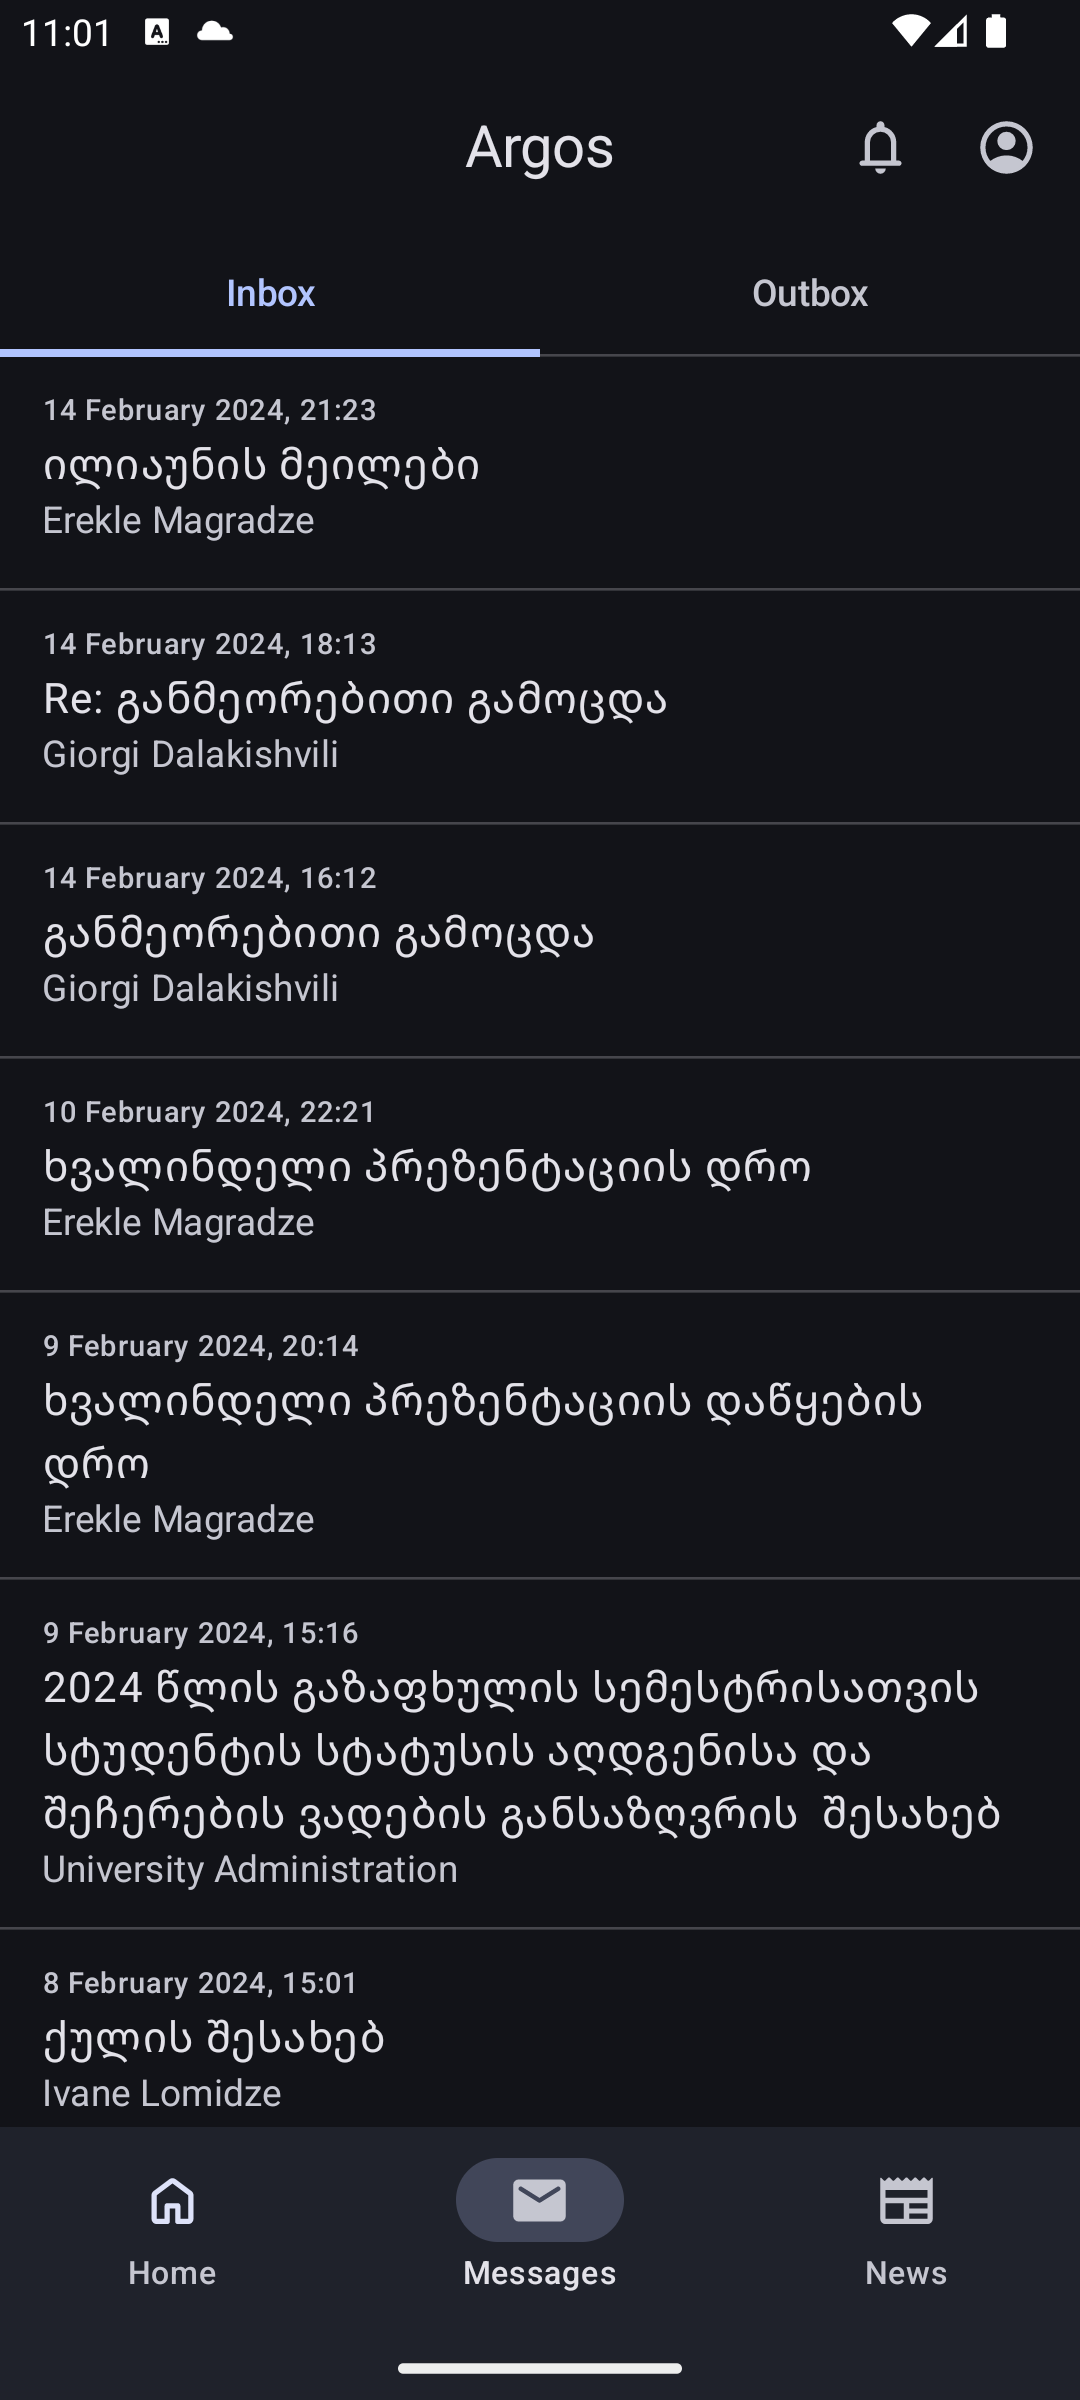 11:01
Argos
Inbox
Outbox
14 February 2024, 21:23
ილიაუნის მეილები
Erekle Magradze
14 February 2024, 18:13
Re: განმეორებითი გამოცდა
Giorgi Dalakishvili
14 February 2024, 16:12
განმეორებითი გამოცდა
Giorgi Dalakishvili
10 February 2024, 22:21
ხვალინდელი პრეზენტაციის დრო
Erekle Magradze
9 February 2024, 20:14
ხვალინდელი პრეზენტაციის დაწყების
დრო
Erekle Magradze
9 February 2024, 15:16
2024 წლის გაზაფხულის სემესტრისათვის
სტუდენტის სტატუსის აღდგენისა და
შეჩერების ვადების განსაზღვრის  შესახებ
University Administration
8 February 2024, 15:01
ქულის შესახებ
Ivane Lomidze
Home
Messages
News